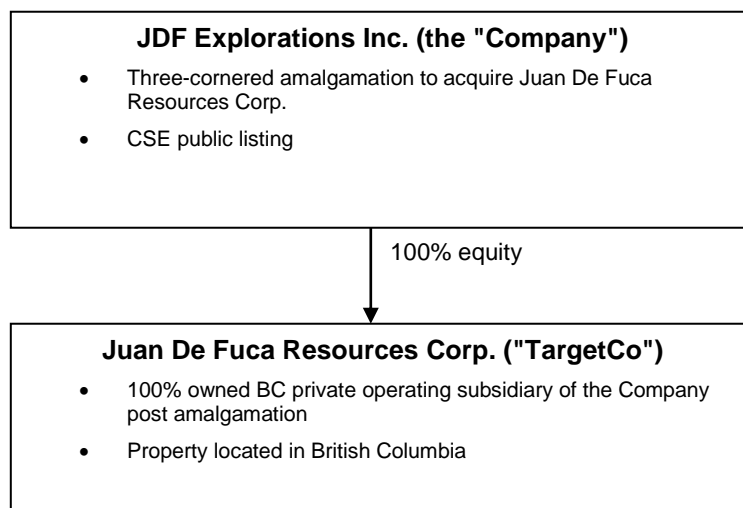 JDF Explorations Inc. (the "Company")
• Three-cornered amalgamation to acquire Juan De Fuca
Resources Corp.
• CSE public listing
100% equity
Juan De Fuca Resources Corp. ("TargetCo")
• 100% owned BC private operating subsidiary of the Company
post amalgamation
• Property located in British Columbia